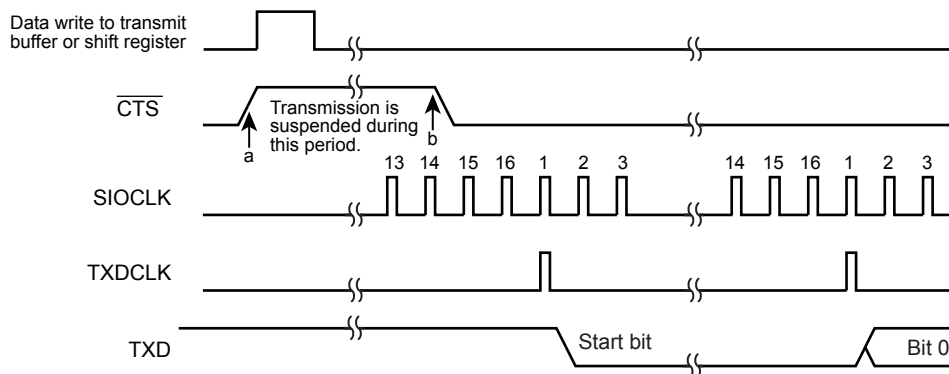 Data write to transmit
buffer or shift register
CTS
Transmission is
suspended during
this period.
a
b
13 14 15 16 1 2 3 14 15 16 1 2 3
SIOCLK
TXDCLK
TXD
Start bit
Bit 0